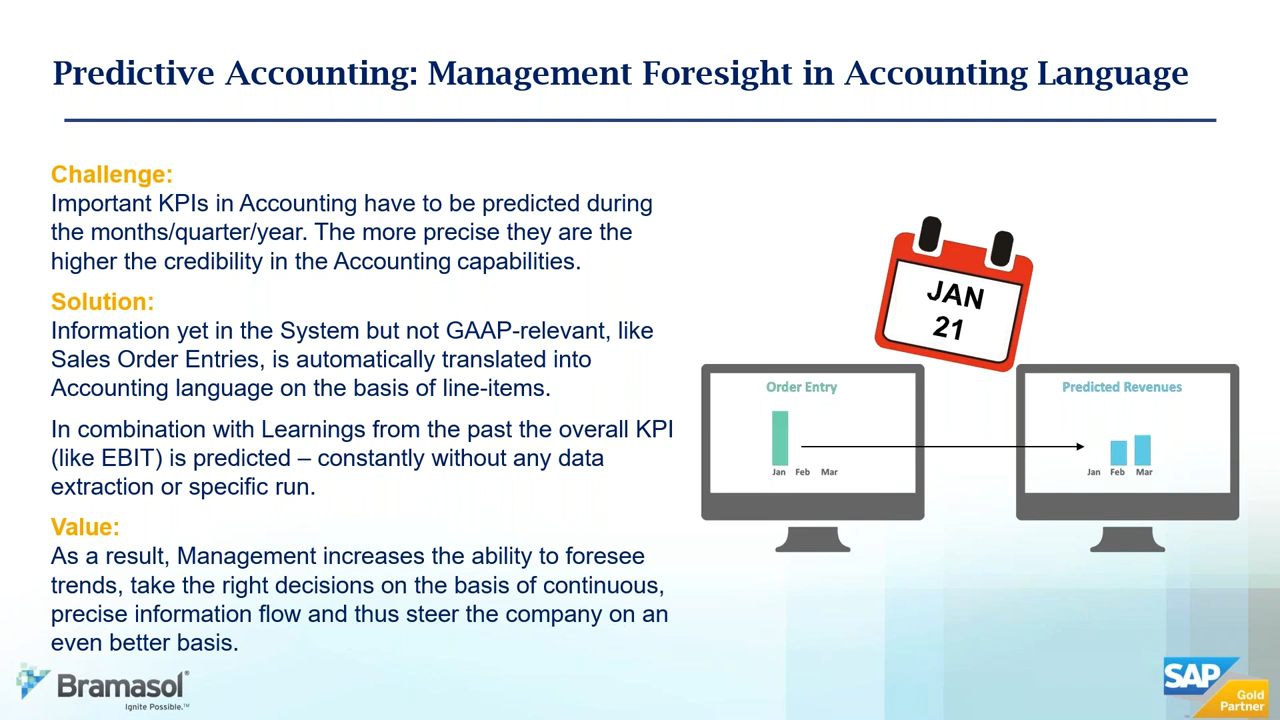 Predictive Accounting: Management Foresight in Accounting Language
Challenge:
Important KPIs in Accounting have to be predicted during
the months/quarter/year. The more precise they are the
higher the credibility in the Accounting capabilities.
Solution:
Information yet in the System but not GAAP-relevant, like
Sales Order Entries, is automatically translated into
Accounting language on the basis of line-items.
In combination with Learnings from the past the overall KPI
(like EBIT) is predicted – constantly without any data
extraction or specific run.
Value:
As a result, Management increases the ability to foresee
trends, take the right decisions on the basis of continuous,
precise information flow and thus steer the company on an
even better basis.
JAN
21
Order Entry
Jan Feb Mar
Predicted Revenues
Jan Feb Mar
Bramasol®
Ignite Possible.™
SAP
Gold
Partner